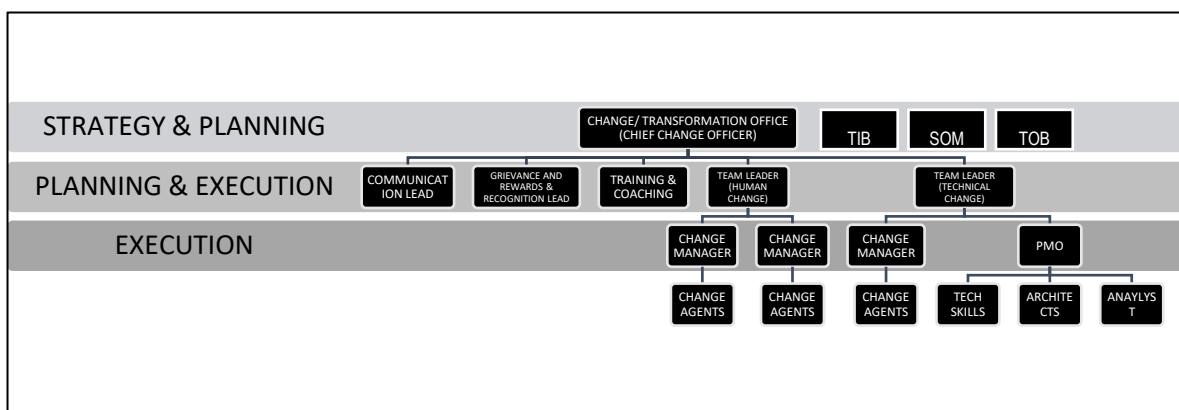 STRATEGY & PLANNING
CHANGE/ TRANSFORMATION OFFICE
(CHIEF CHANGE OFFICER)
TIB
SOM
TOB
PLANNING & EXECUTION
COMMUNICAT
ION LEAD
GRIEVANCE AND
REWARDS &
RECOGNITION LEAD
TRAINING &
COACHING
TEAM LEADER
(HUMAN
CHANGE)
TEAM LEADER
(TECHNICAL
CHANGE)
EXECUTION
CHANGE
MANAGER
CHANGE
MANAGER
CHANGE
MANAGER
PMO
CHANGE
AGENTS
CHANGE
AGENTS
CHANGE
AGENTS
TECH
SKILLS
ARCHITE
CTS
ANAYLYS
T